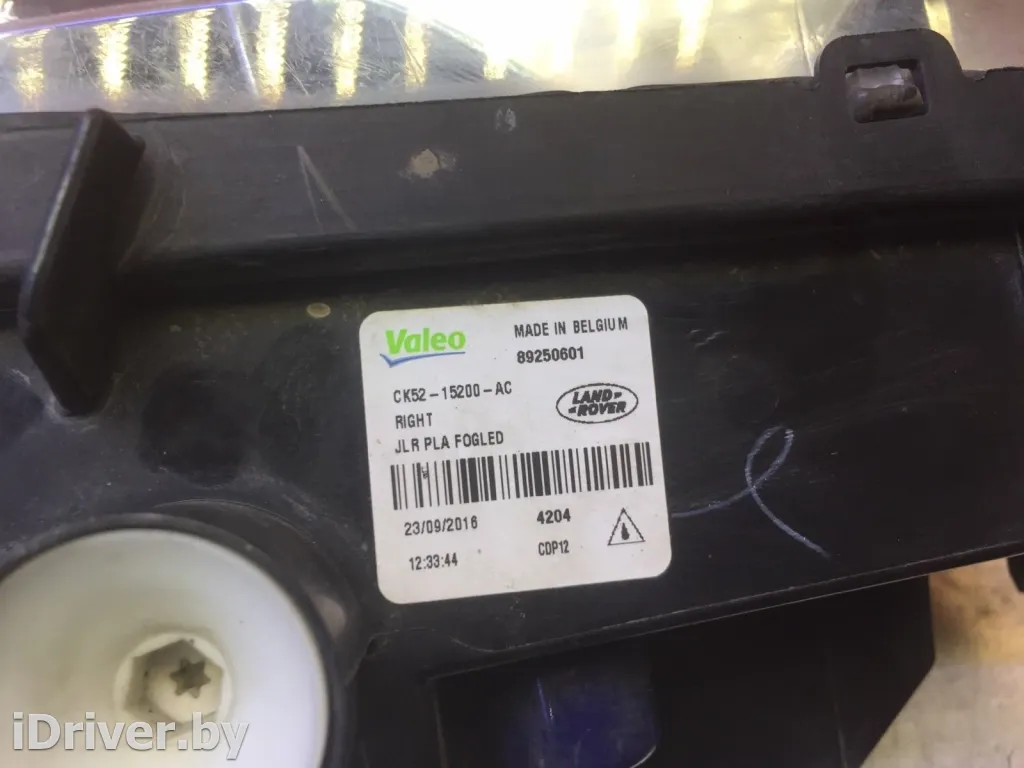 Valeo
MADE IN BELGIUM
89250601
CK52-15200-AC
RIGHT
JLR PLA FOGLED
LAND
ROVER
23/09/2016
4204
12:33:44
CDP12
iDriver.by